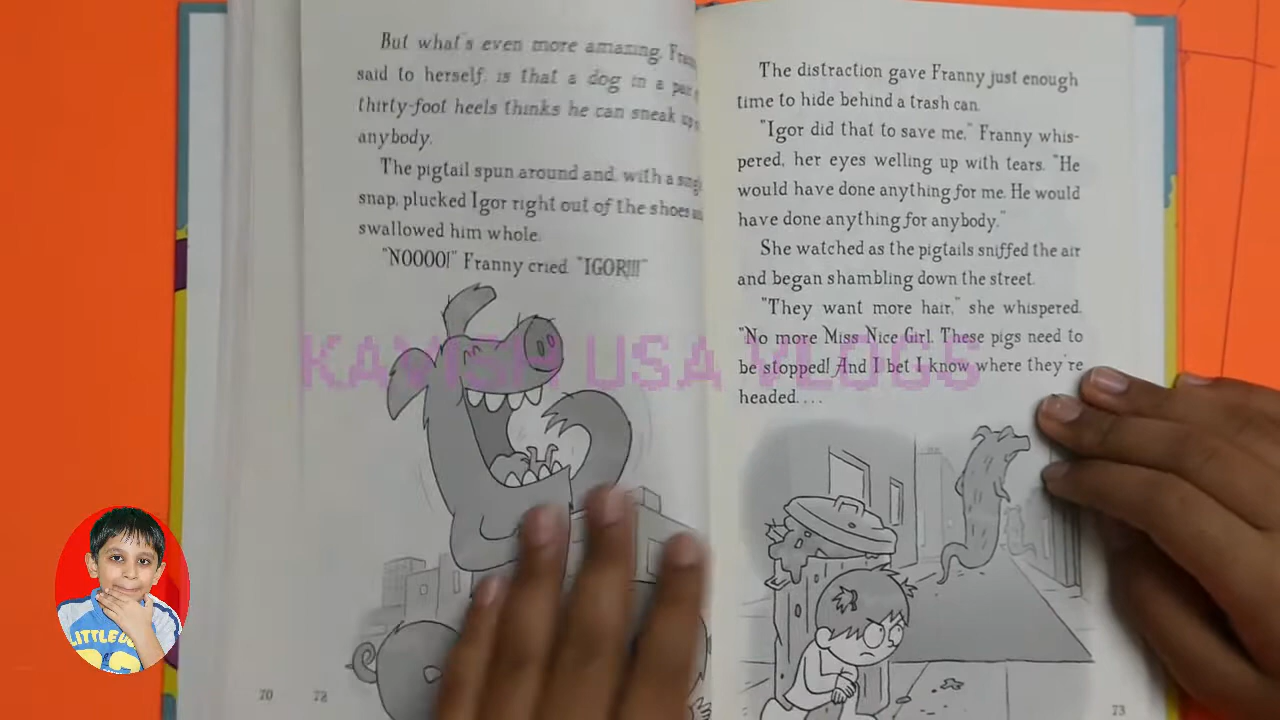 But what's even more amazing,
said to herself, is that a dog in a
thirty-foot heels thinks he can sneak
anybody.
The pigtail spun around and, with a
snap, plucked Igor right out of the shoes
swallowed him whole.
"NOOOO!" Franny cried. "IGOR!!!"
70 72
The distraction gave Franny just enough
time to hide behind a trash can.
"Igor did that to save me," Franny whis-
pered, her eyes welling up with tears. "He
would have done anything for me. He would
have done anything for anybody."
She watched as the pigtails sniffed the air
and began shambling down the street.
"They want more hair," she whispered.
"No more Miss Nice Girl. These pigs need to
be stopped! And I bet I know where they're
headed. . . .
73
KAVISH USA VLOGS
LITTLE